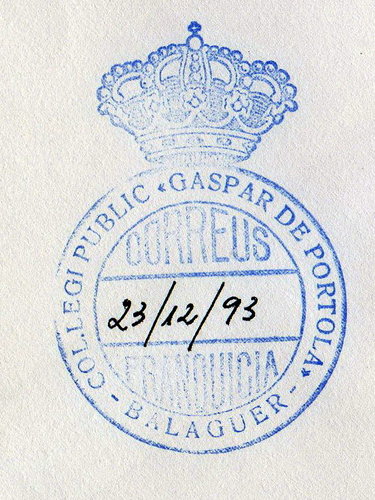 COL.LEGI PUBLIC «GASPAR DE PORTOLA»
CORREUS
23/12/93
FRANQUICIA
- BALAGUER -